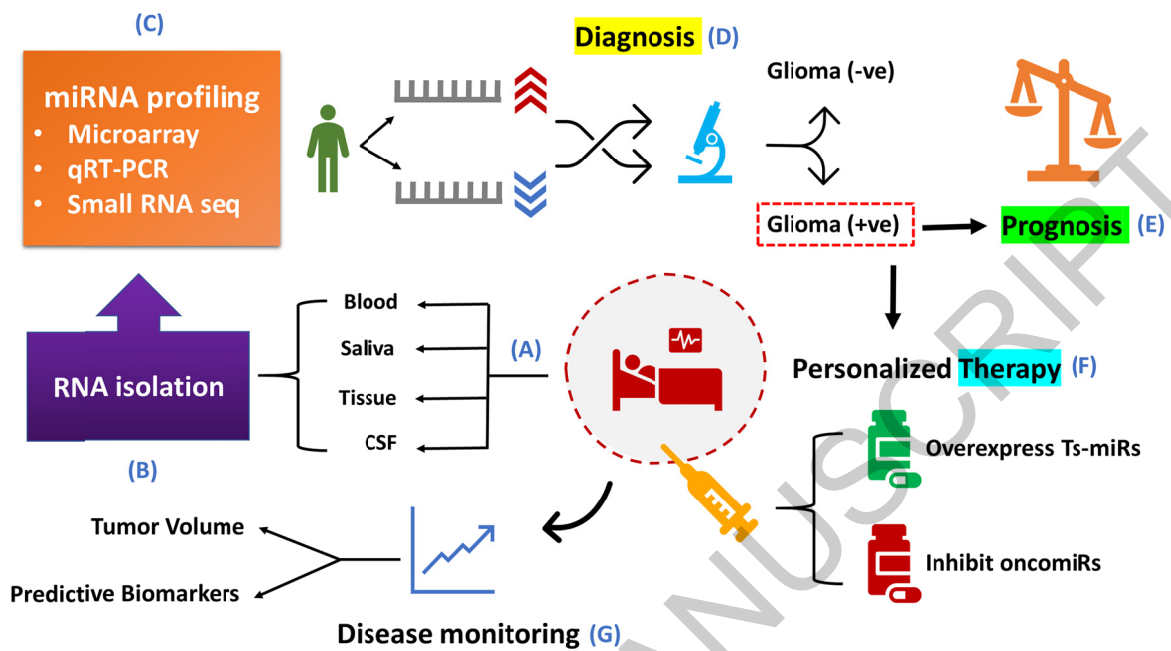 (C)
miRNA profiling
• Microarray
• qRT-PCR
• Small RNA seq
Diagnosis (D)
Glioma (-ve)
Glioma (+ve)
Prognosis (E)
RNA isolation
(B)
Blood
Saliva
Tissue
CSF
(A)
Personalized Therapy (F)
Overexpress Ts-miRs
Inhibit oncomiRs
Tumor Volume
Predictive Biomarkers
Disease monitoring (G)
ANUSCRIPT